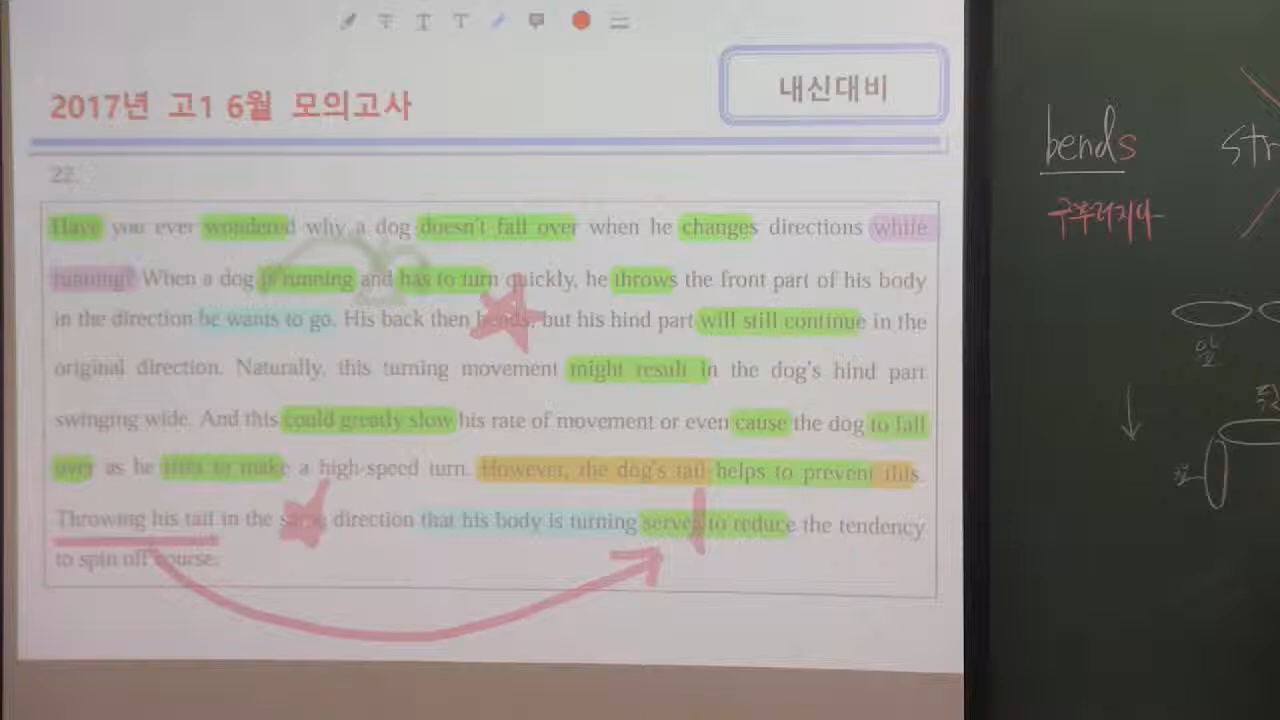 2017년 고1 6월 모의고사
내신대비
22.
Have you ever wondered why a dog doesn't fall over when he changes directions while
running? When a dog is running and has to turn quickly, he throws the front part of his body
in the direction he wants to go. His back then bends, but his hind part will still continue in the
original direction. Naturally, this turning movement might result in the dog's hind part
swinging wide. And this could greatly slow his rate of movement or even cause the dog to fall
over as he tries to make a high-speed turn. However, the dog's tail helps to prevent this.
Throwing his tail in the same direction that his body is turning serves to reduce the tendency
to spin off course.
bends
구부러지다
str
앞